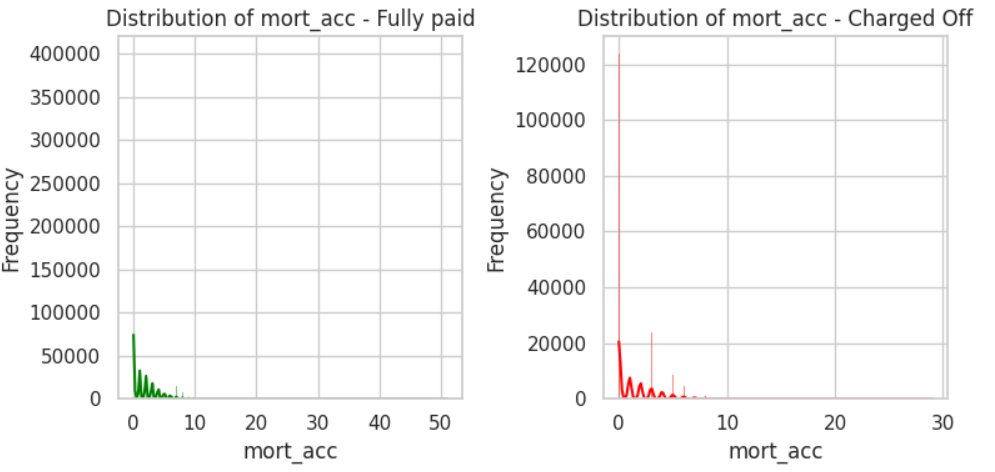 Distribution of mort_acc - Fully paid
400000
350000
300000
250000
200000
150000
100000
50000
0
Frequency
0 10 20 30 40 50
mort_acc
Distribution of mort_acc - Charged Off
120000
100000
80000
60000
40000
20000
0
Frequency
0 10 20 30
mort_acc